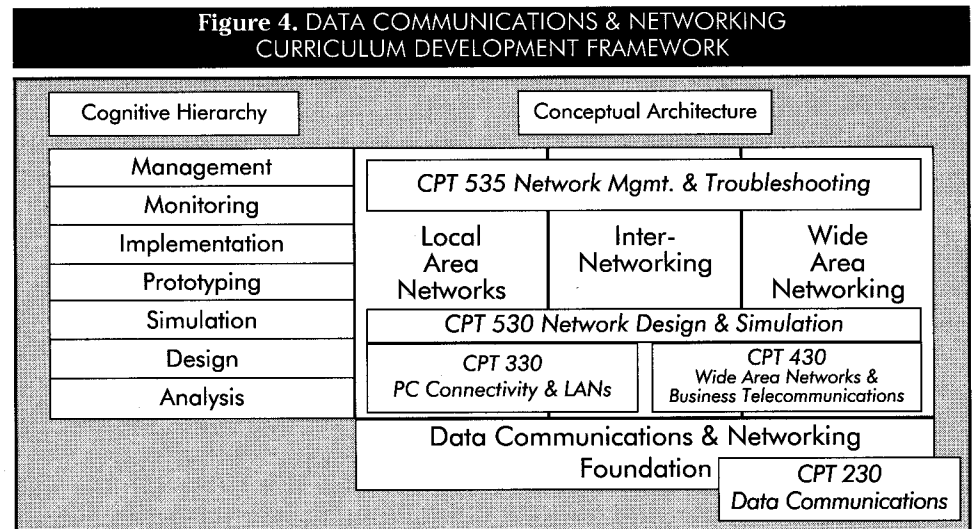 Figure 4. DATA COMMUNICATIONS & NETWORKING
CURRICULUM DEVELOPMENT FRAMEWORK
Cognitive Hierarchy
Conceptual Architecture
Management
Monitoring
Implementation
Prototyping
Simulation
Design
Analysis
CPT 535 Network Mgmt. & Troubleshooting
Local
Area
Networks
Inter-
Networking
Wide
Area
Networking
CPT 530 Network Design & Simulation
CPT 330
PC Connectivity & LANs
CPT 430
Wide Area Networks &
Business Telecommunications
Data Communications & Networking
Foundation
CPT 230
Data Communications